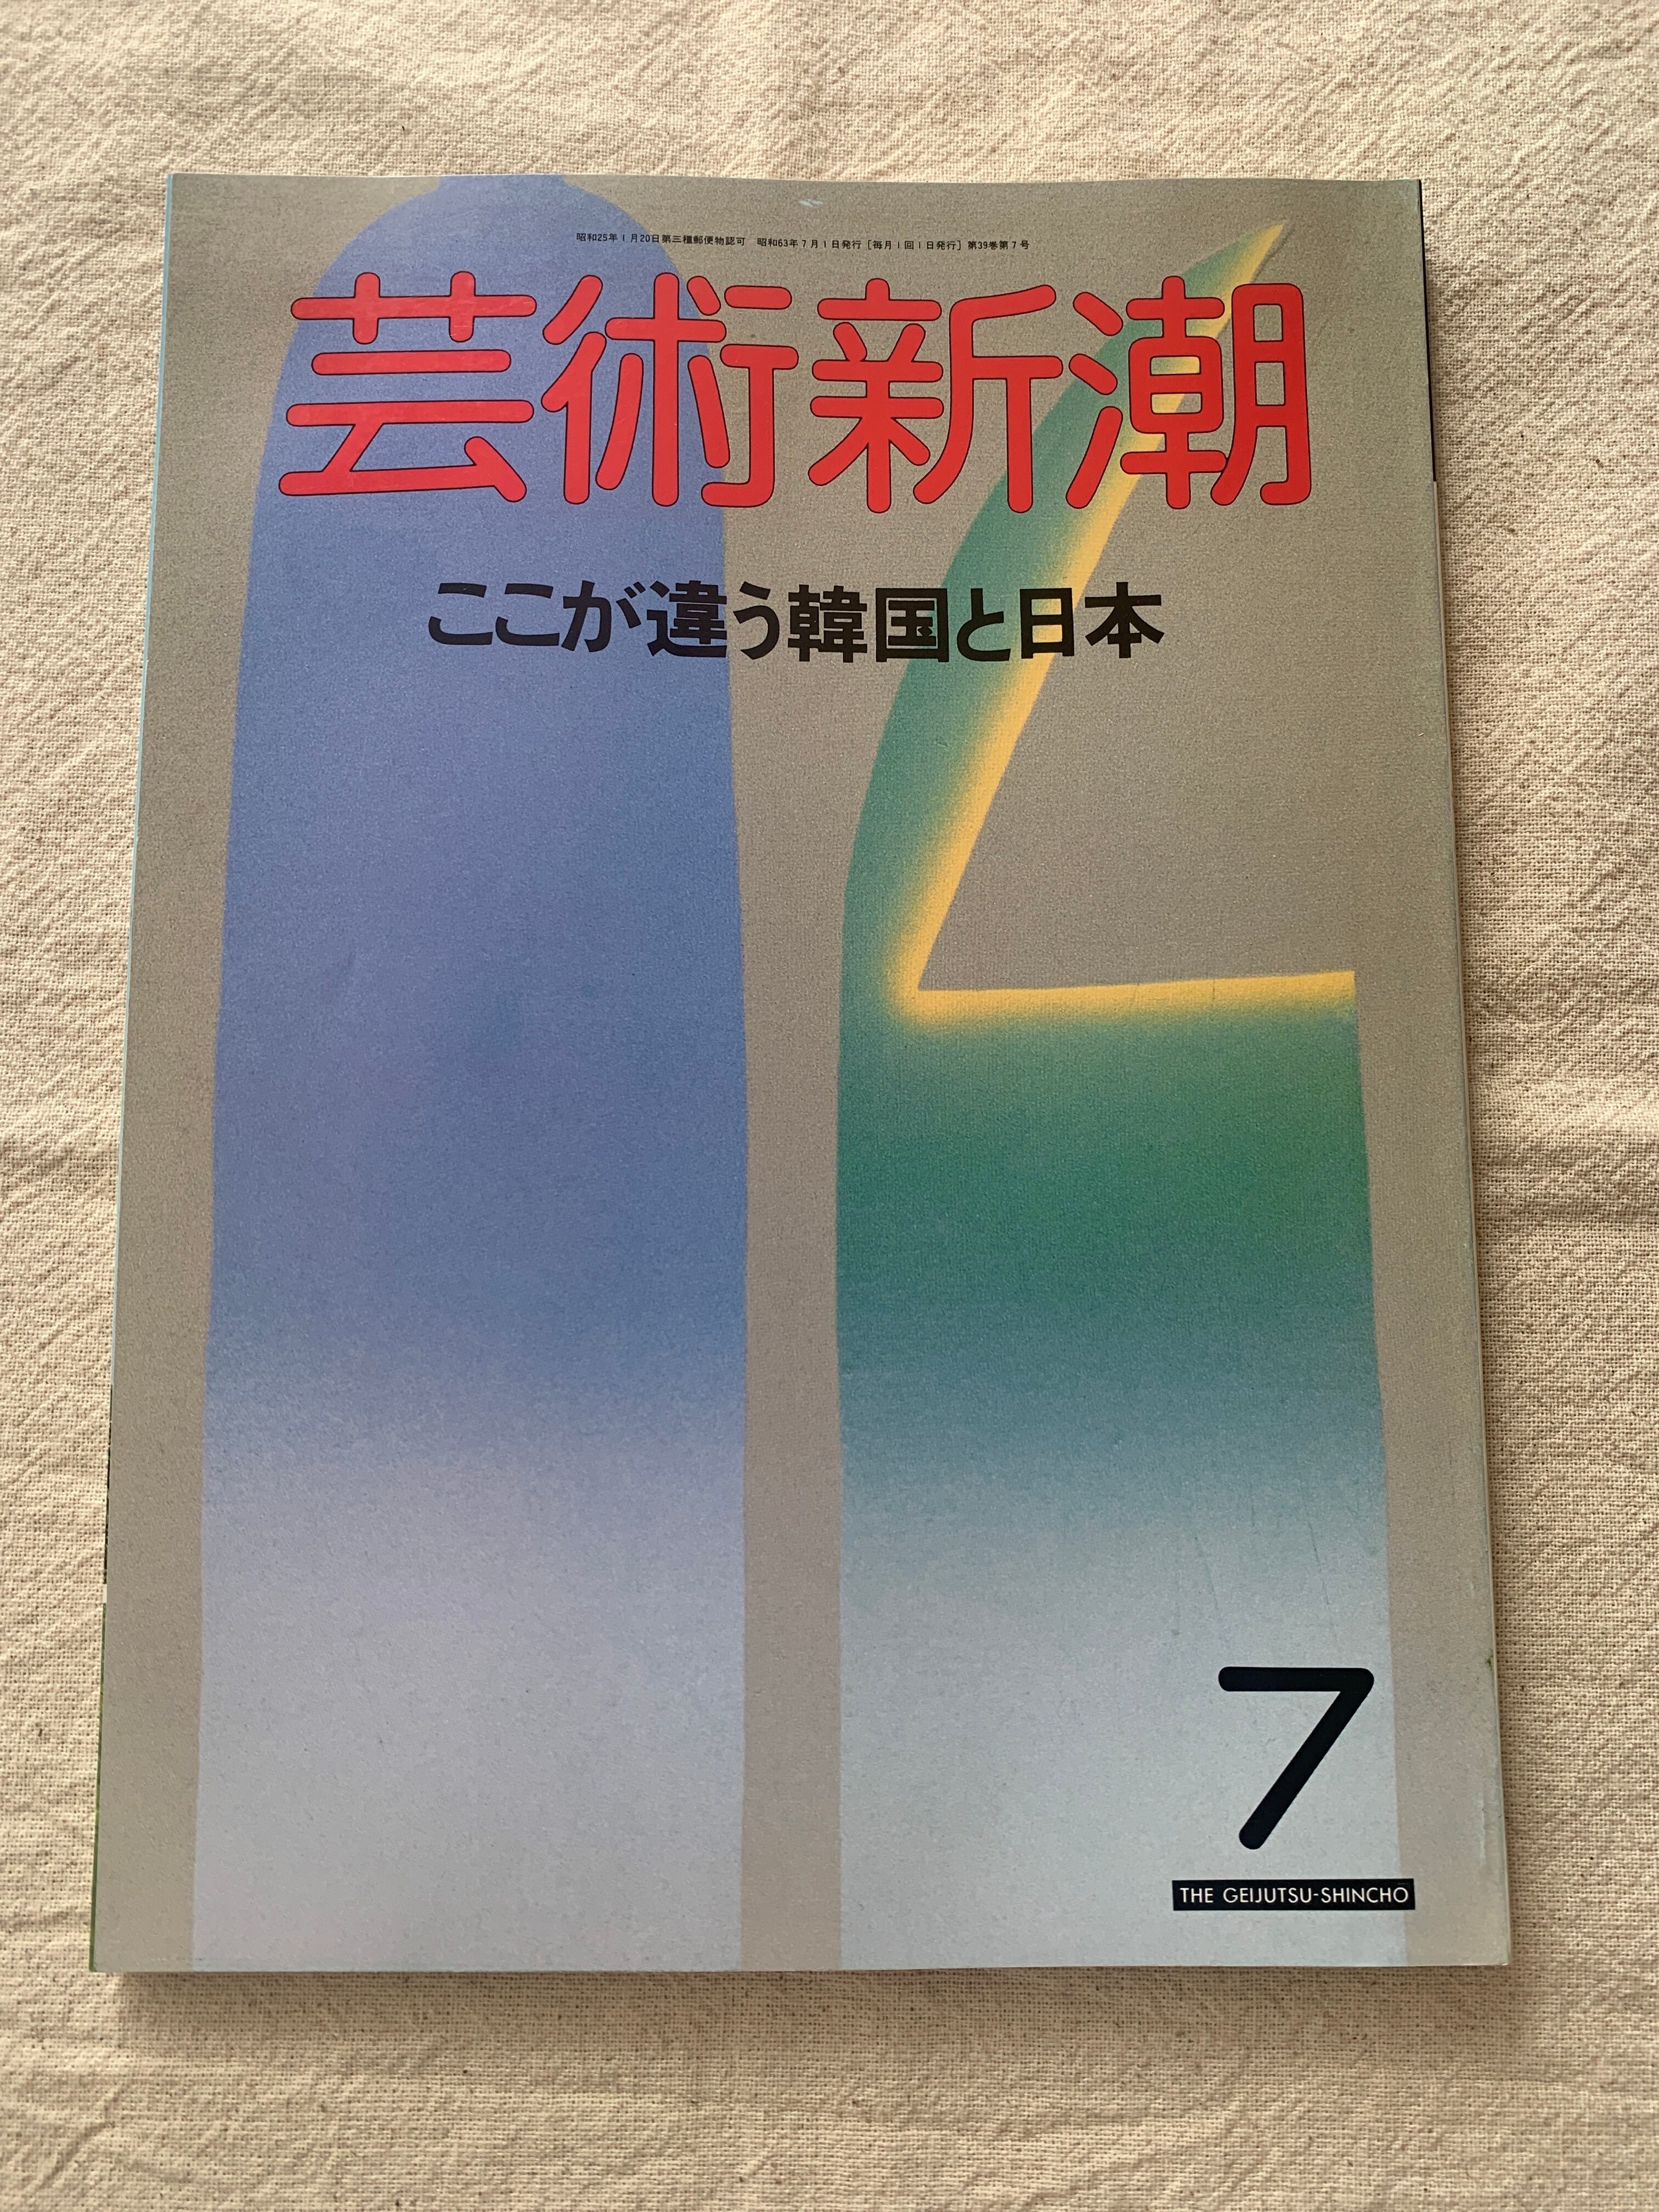 昭和25年1月20日第三種郵便物認可　昭和63年7月1日発行［毎月1回1日発行］第39巻第7号
芸術新潮
ここが違う韓国と日本
7
THE GEIJUTSU-SHINCHŌ